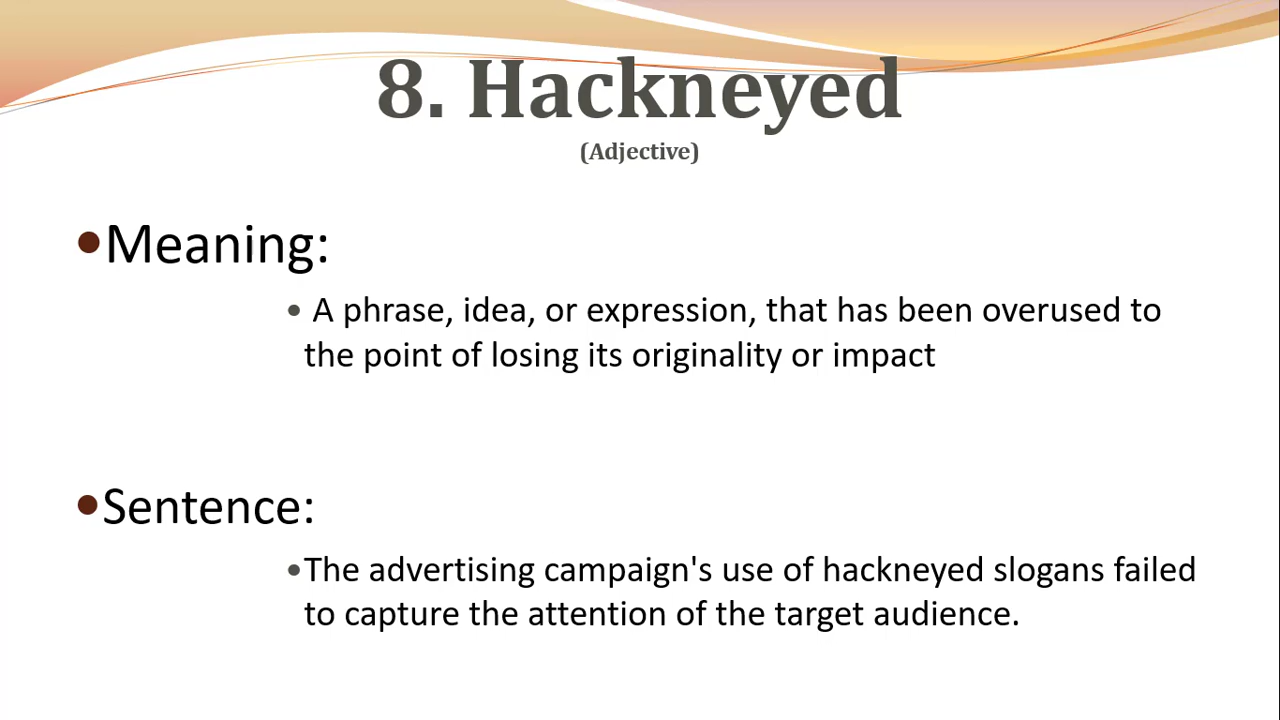 8. Hackneyed
(Adjective)
•Meaning:
• A phrase, idea, or expression, that has been overused to
the point of losing its originality or impact
•Sentence:
•The advertising campaign's use of hackneyed slogans failed
to capture the attention of the target audience.